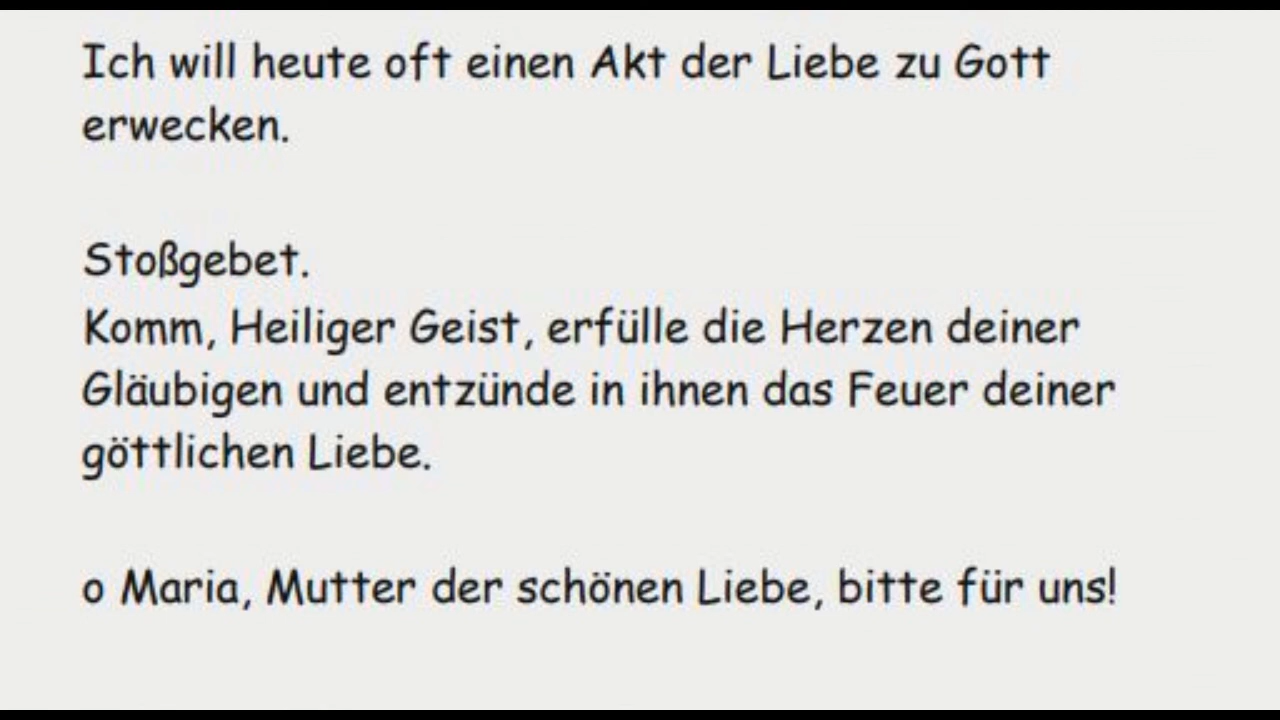 Ich will heute oft einen Akt der Liebe zu Gott
erwecken.
Stoßgebet.
Komm, Heiliger Geist, erfülle die Herzen deiner
Gläubigen und entzünde in ihnen das Feuer deiner
göttlichen Liebe.
o Maria, Mutter der schönen Liebe, bitte für uns!